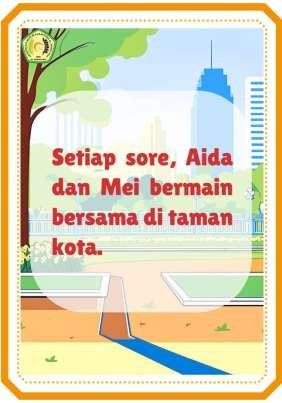 Setiap sore, Aida
dan Mei bermain
bersama di taman
kota.